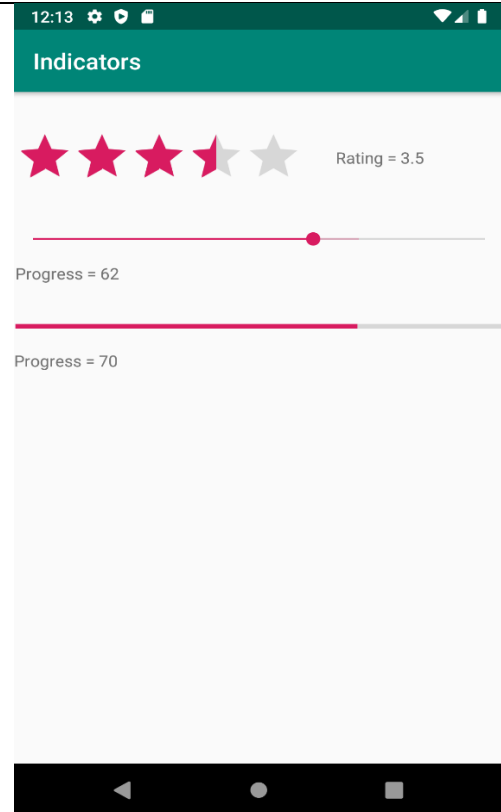 12:13
Indicators
Rating = 3.5
Progress = 62
Progress = 70